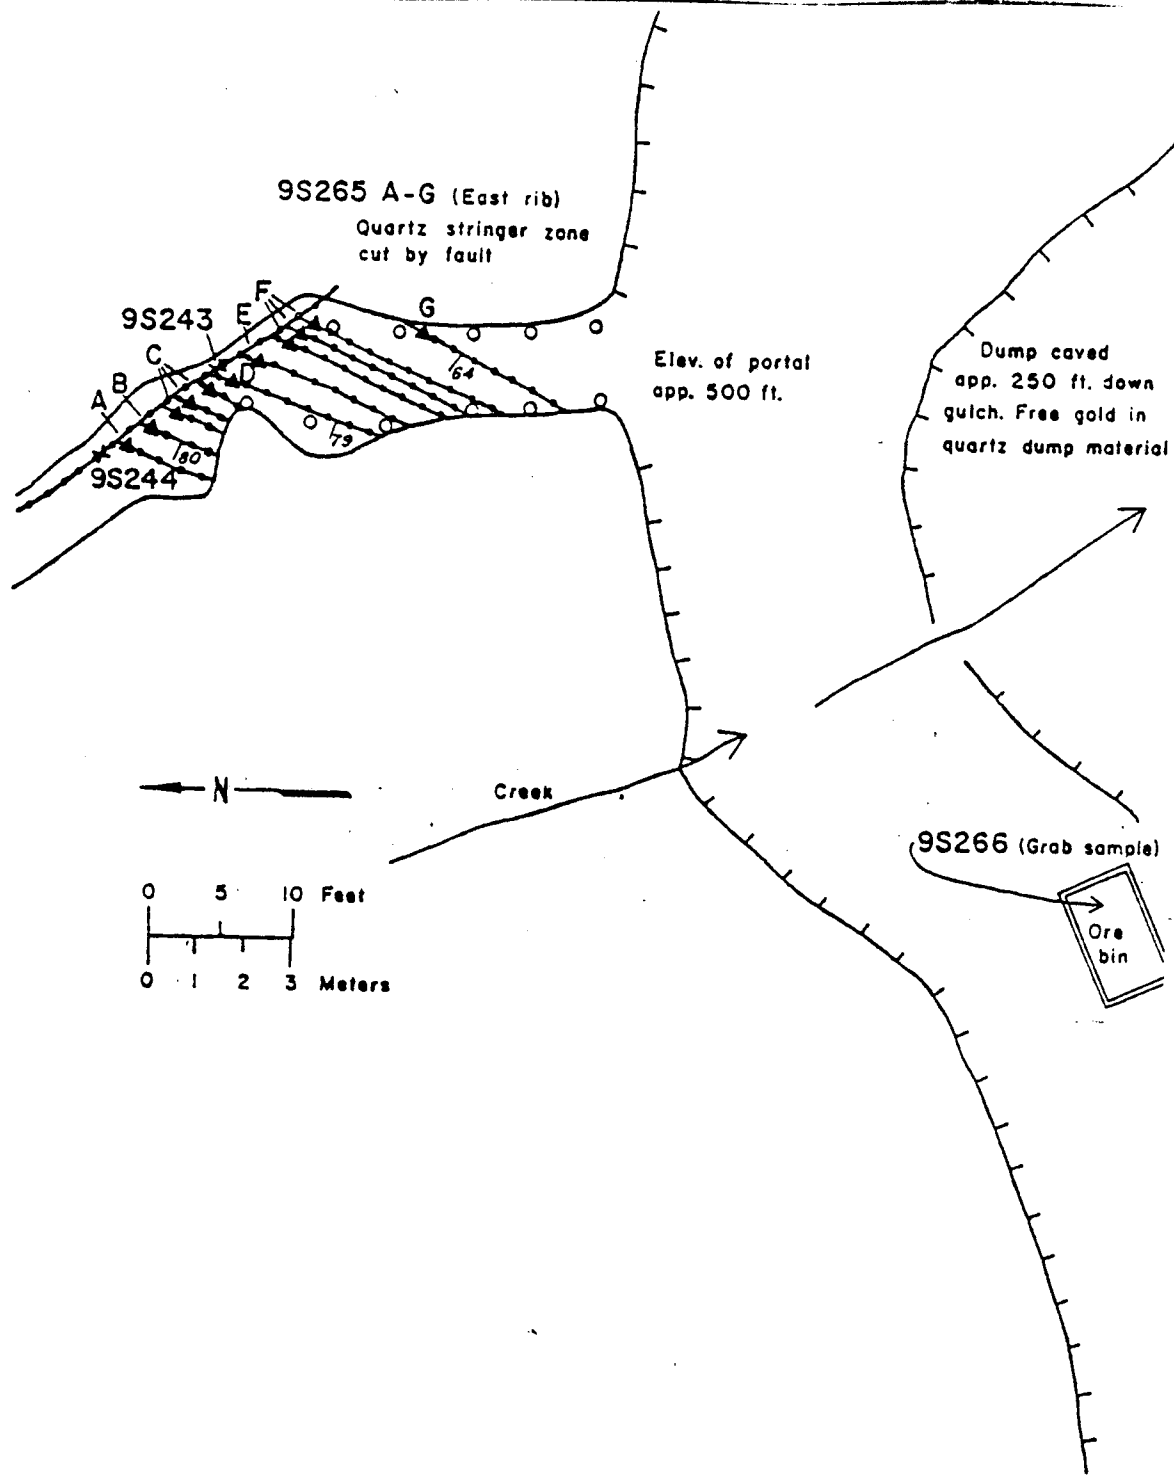 9S265 A-G (East rib)
Quartz stringer zone
cut by fault
F
E
G
9S243
C
D
B
A
64
79
80
9S244
Elev. of portal
app. 500 ft.
Dump caved
app. 250 ft. down
gulch. Free gold in
quartz dump material
N
Creek
9S266 (Grab sample)
Ore
bin
0 5 10 Feet
0 1 2 3 Meters